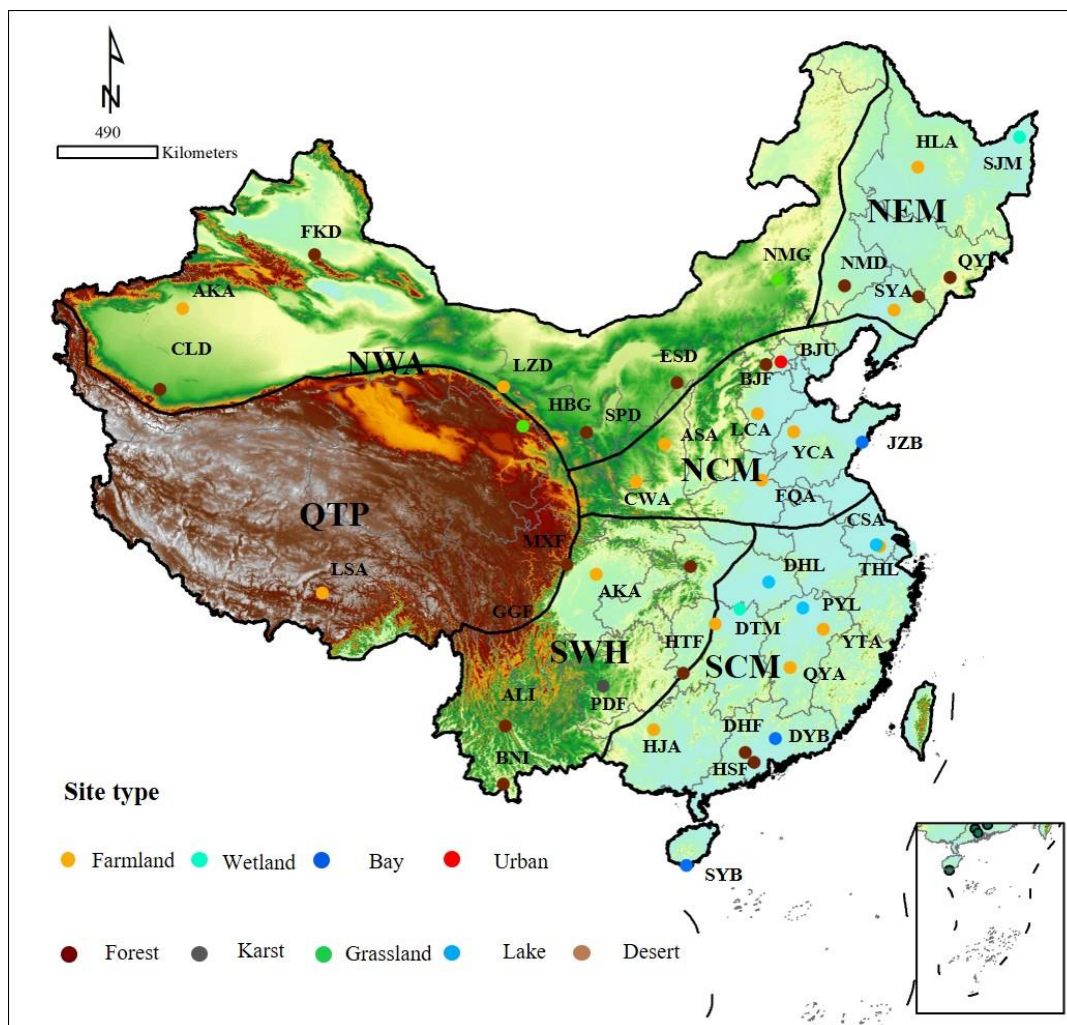 N
490
Kilometers
HLA
SJM
NEM
FKD
NMG
NMD
QYF
AKA
SYA
CLD
NWA
LZD
ESD
BJU
BJF
HBG
SPD
ASA
LCA
YCA
JZB
NCM
CWA
FQA
QTP
CSA
MXF
THL
LSA
AKA
DHL
GGF
PYL
HTF
DTM
YTA
SWH
SCM
QYA
ALI
PDF
DHF
DYB
HJA
BNI
HSF
SYB
Site type
Farmland Wetland Bay Urban
Forest Karst Grassland Lake Desert